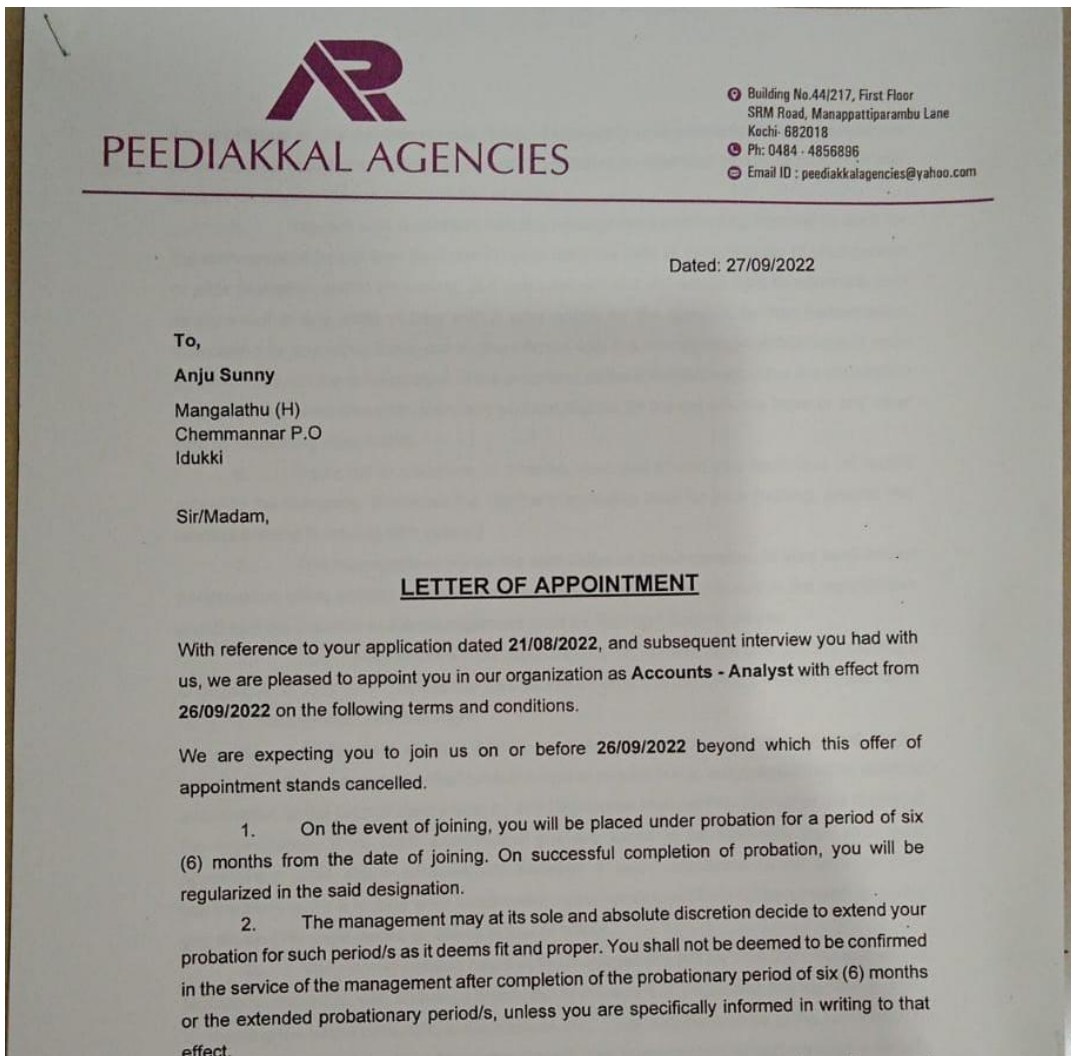 AR
PEEDIAKKAL AGENCIES
Building No.44/217, First Floor
SRM Road, Manappattiparambu Lane
Kochi- 682018
Ph: 0484 - 4856896
Email ID : peediakkalagencies@yahoo.com
Dated: 27/09/2022
To,
Anju Sunny
Mangalathu (H)
Chemmannar P.O
Idukki
Sir/Madam,
LETTER OF APPOINTMENT
With reference to your application dated 21/08/2022, and subsequent interview you had with
us, we are pleased to appoint you in our organization as Accounts - Analyst with effect from
26/09/2022 on the following terms and conditions.
We are expecting you to join us on or before 26/09/2022 beyond which this offer of
appointment stands cancelled.
1. On the event of joining, you will be placed under probation for a period of six
(6) months from the date of joining. On successful completion of probation, you will be
regularized in the said designation.
2. The management may at its sole and absolute discretion decide to extend your
probation for such period/s as it deems fit and proper. You shall not be deemed to be confirmed
in the service of the management after completion of the probationary period of six (6) months
or the extended probationary period/s, unless you are specifically informed in writing to that
effect.